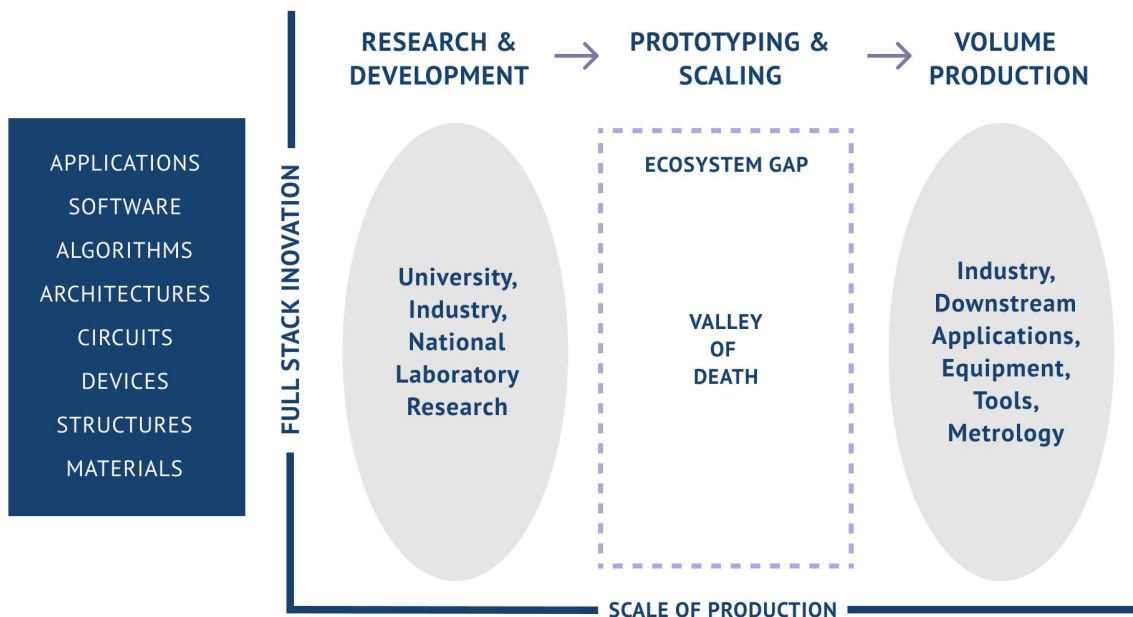 RESEARCH &
DEVELOPMENT
PROTOTYPING &
SCALING
VOLUME
PRODUCTION
APPLICATIONS
SOFTWARE
ALGORITHMS
ARCHITECTURES
CIRCUITS
DEVICES
STRUCTURES
MATERIALS
FULL STACK INOVATION
University,
Industry,
National
Laboratory
Research
ECOSYSTEM GAP
VALLEY
OF
DEATH
Industry,
Downstream
Applications,
Equipment,
Tools,
Metrology
SCALE OF PRODUCTION